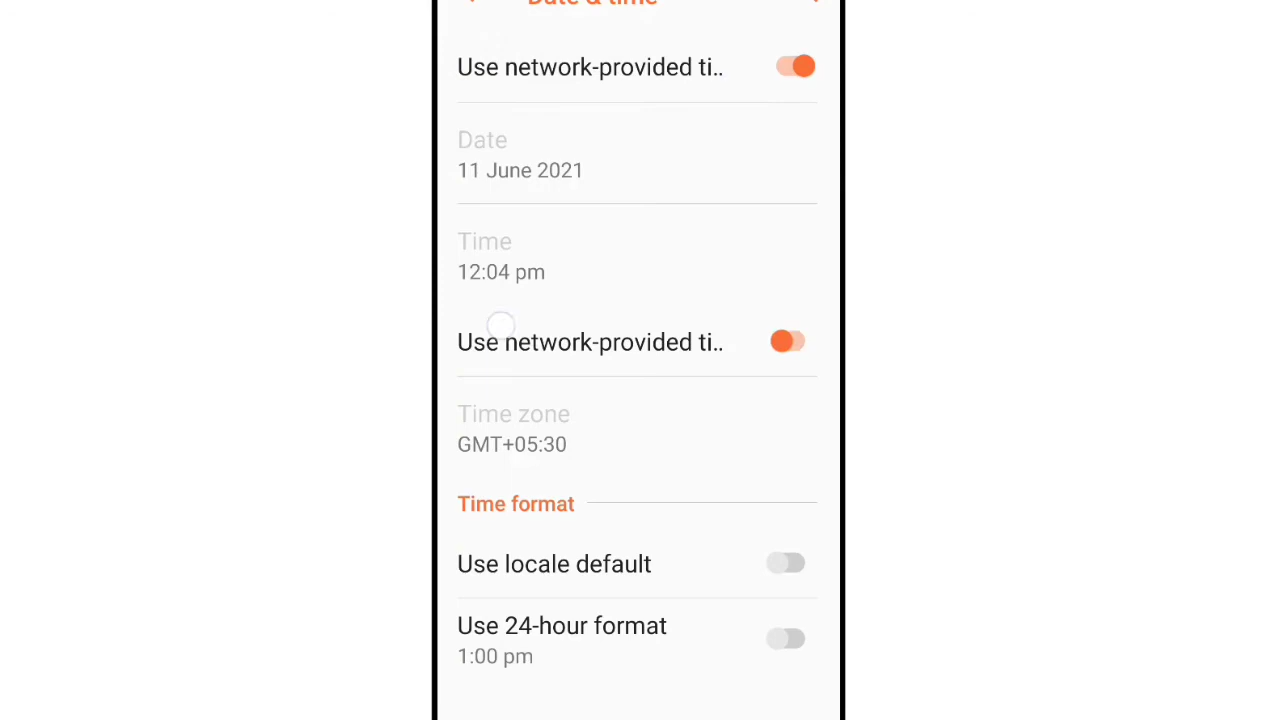 Date & time
Use network-provided ti..
Date
11 June 2021
Time
12:04 pm
Use network-provided ti..
Time zone
GMT+05:30
Time format
Use locale default
Use 24-hour format
1:00 pm